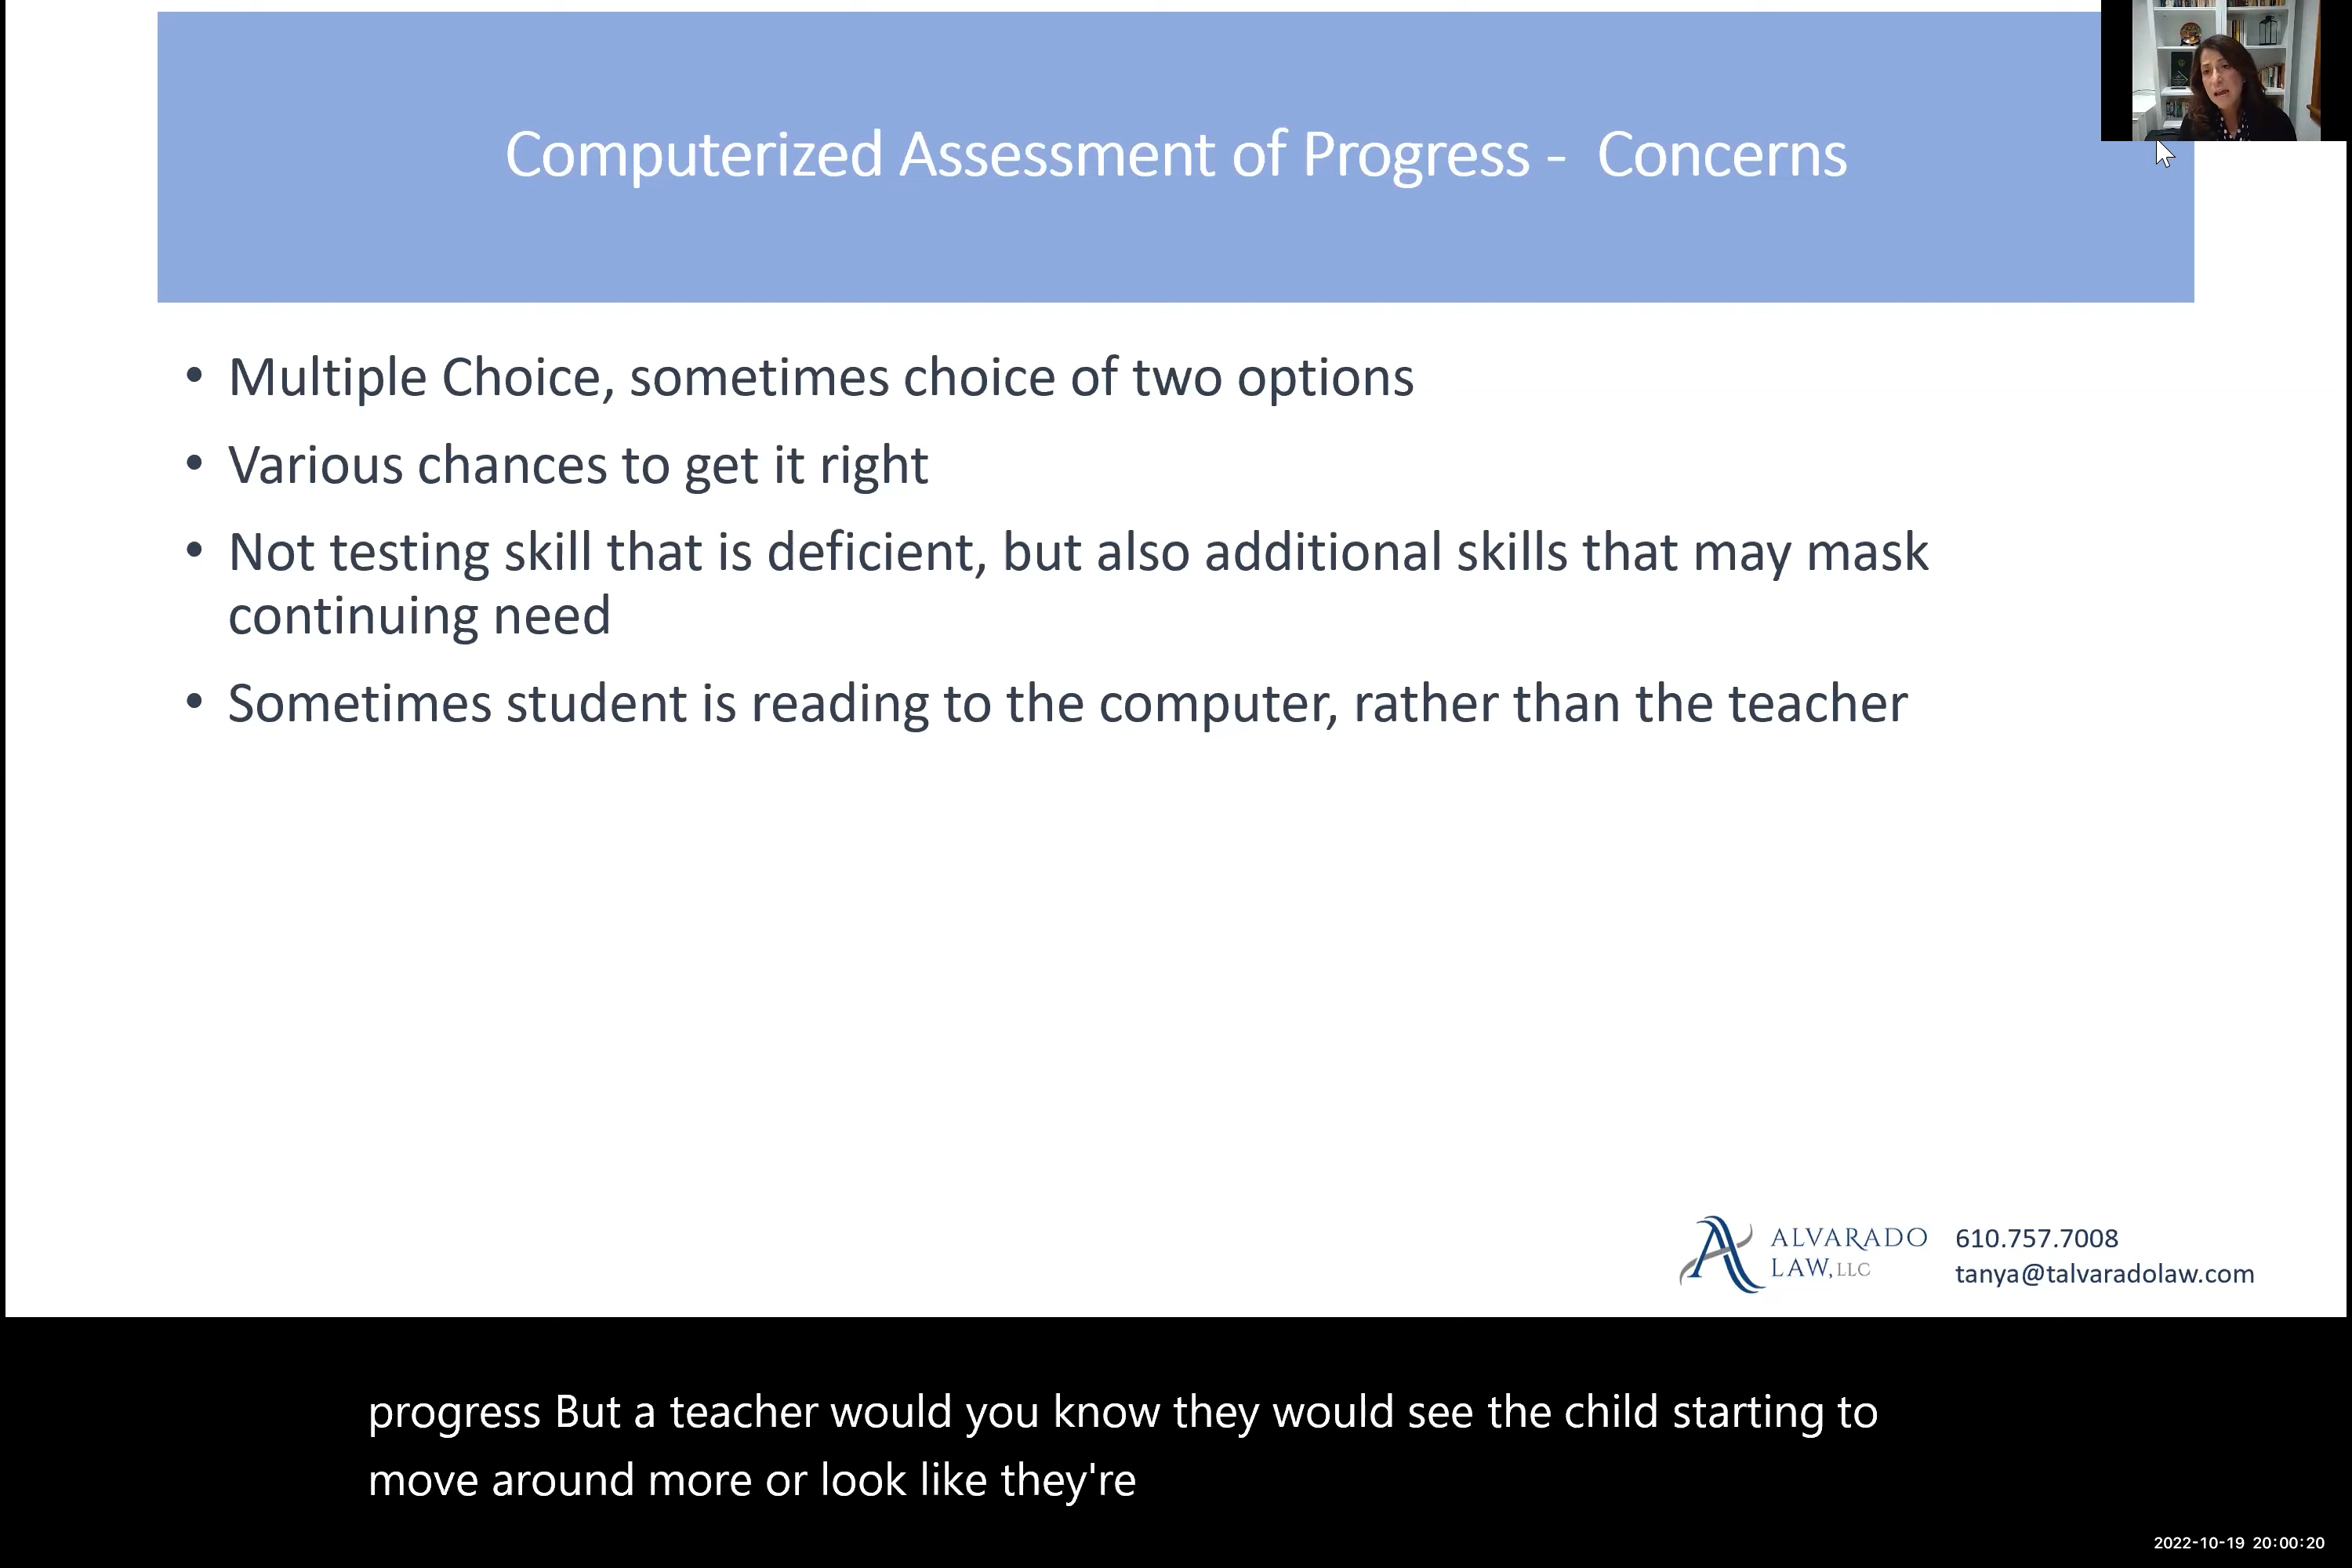 Computerized Assessment of Progress -  Concerns
• Multiple Choice, sometimes choice of two options
• Various chances to get it right
• Not testing skill that is deficient, but also additional skills that may mask
continuing need
• Sometimes student is reading to the computer, rather than the teacher
ALVARADO
LAW, LLC
610.757.7008
tanya@talvaradolaw.com
progress But a teacher would you know they would see the child starting to
move around more or look like they're
2022-10-19 20:00:20